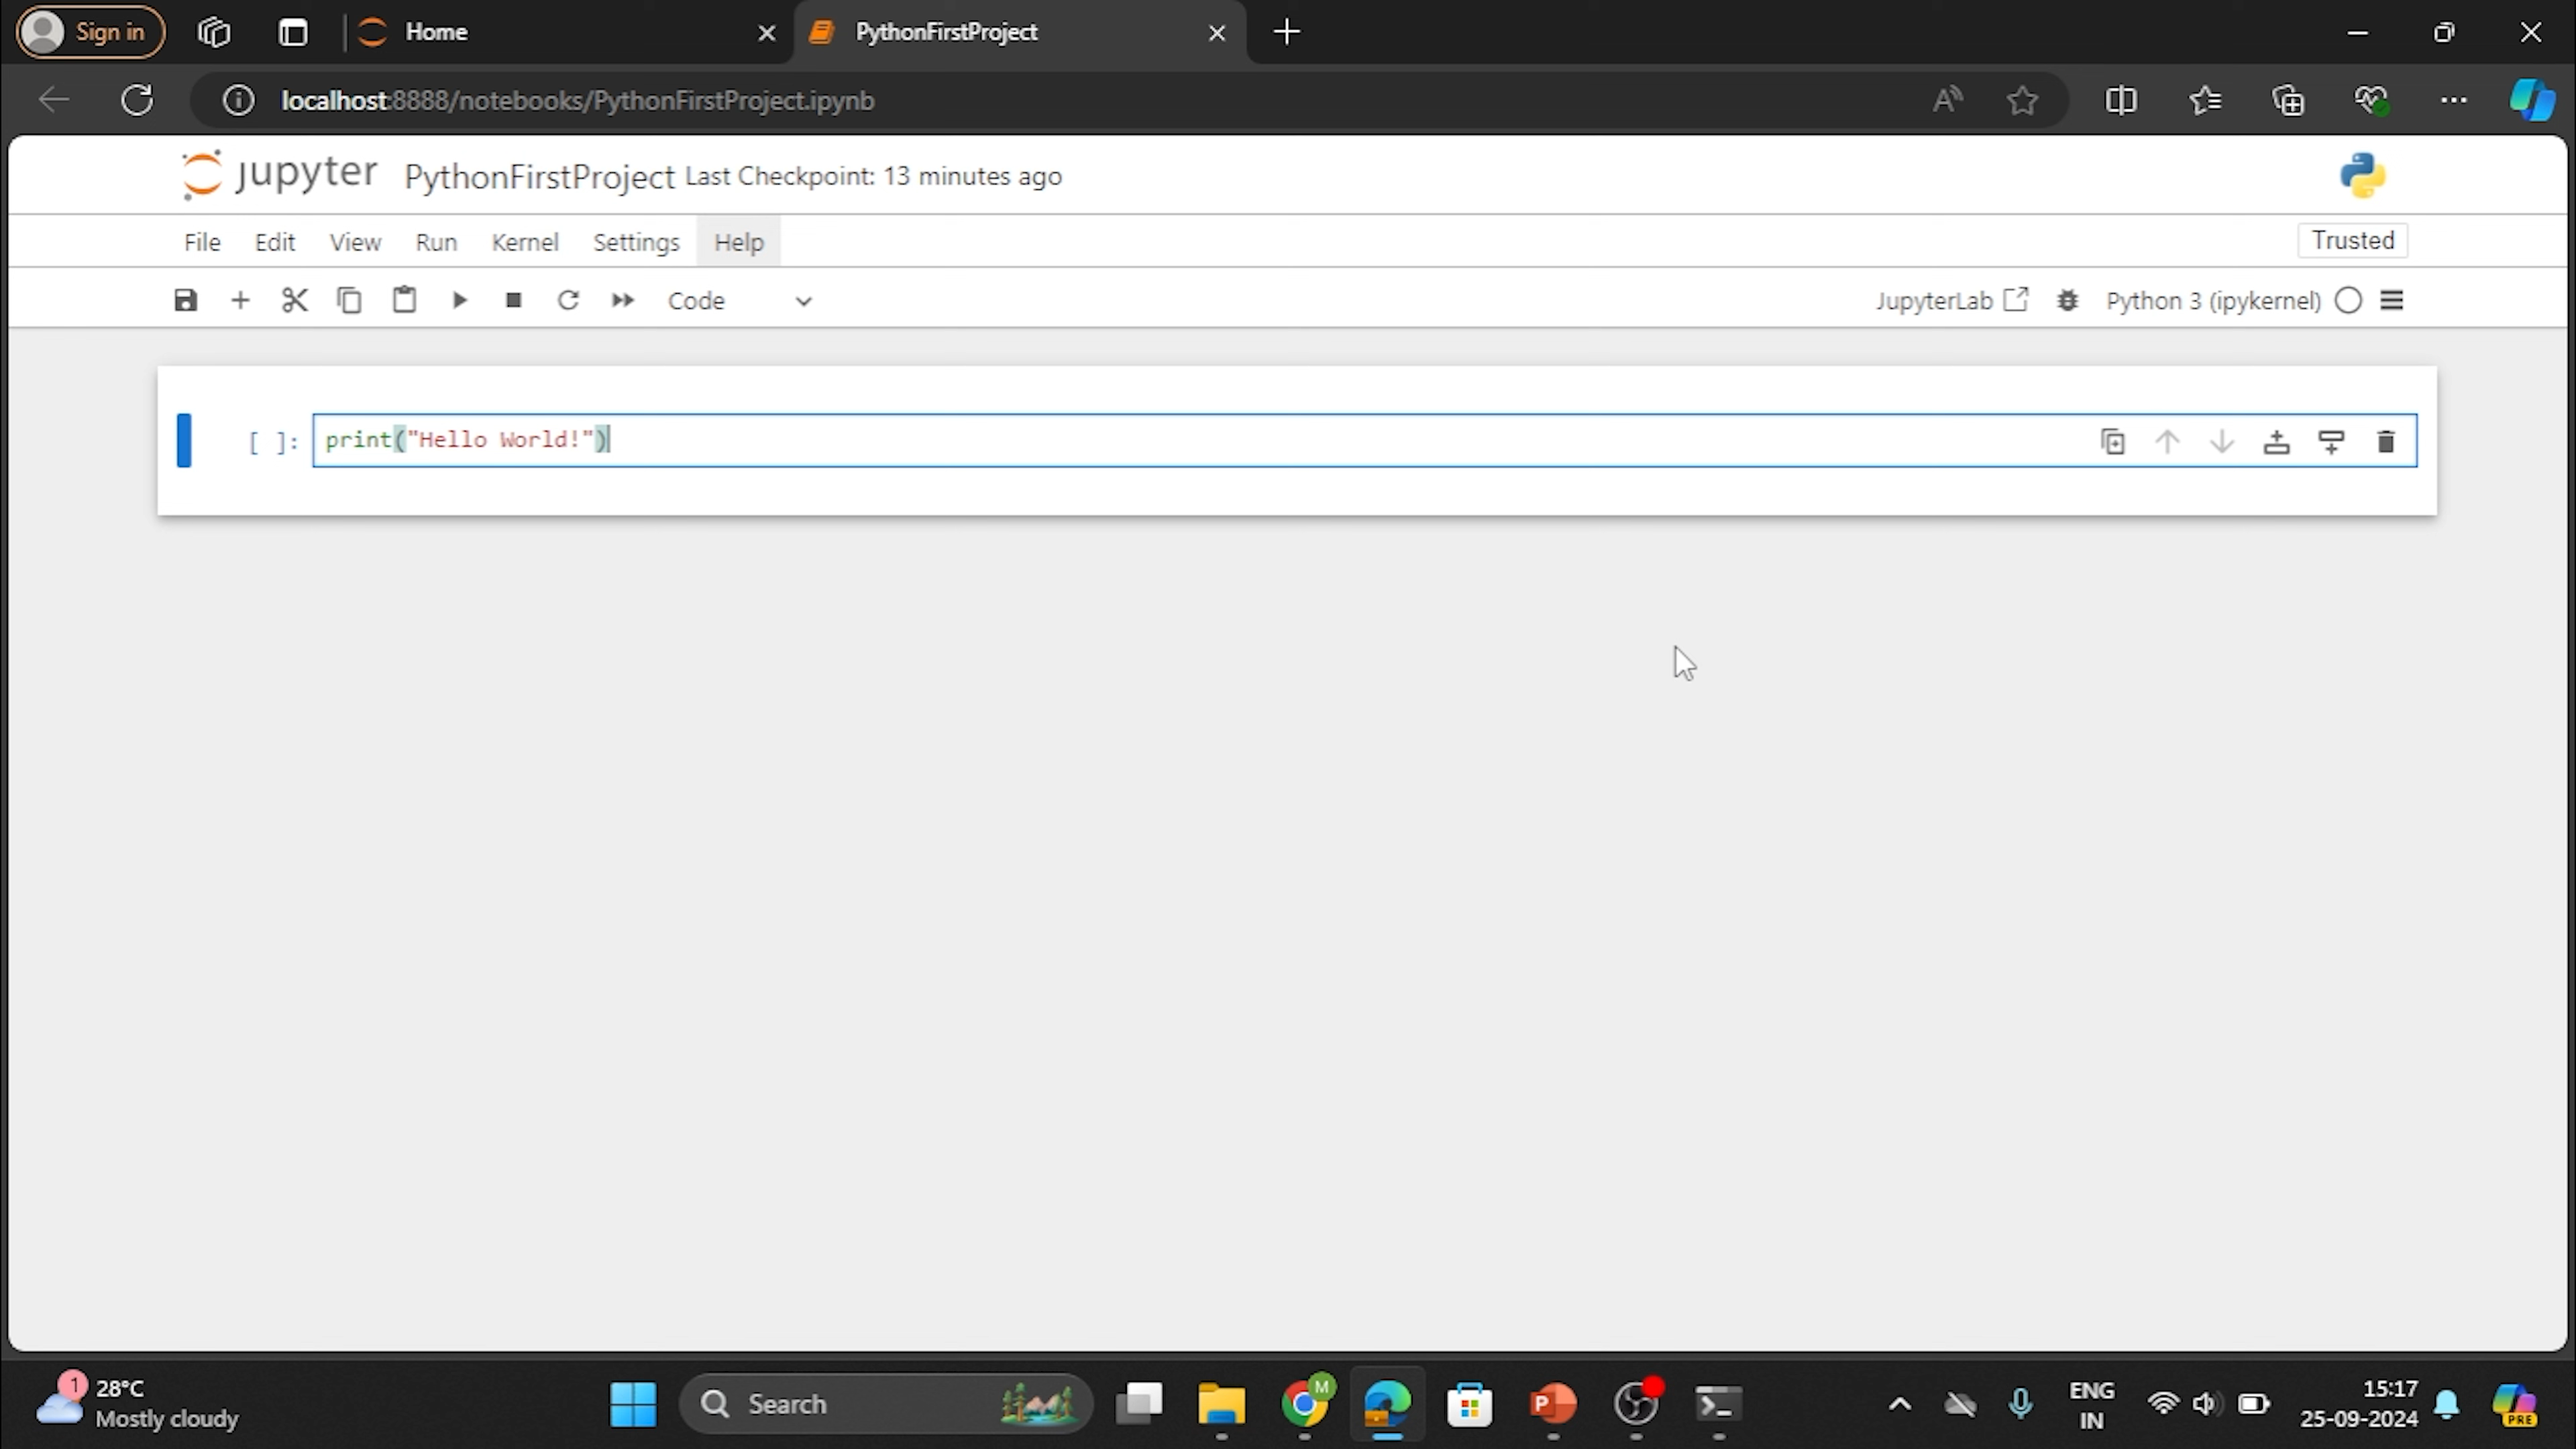 Sign in
Home
PythonFirstProject
localhost:8888/notebooks/PythonFirstProject.ipynb
jupyter PythonFirstProject Last Checkpoint: 13 minutes ago
File Edit View Run Kernel Settings Help
Trusted
Code
JupyterLab
Python 3 (ipykernel)
[ ]: print("Hello World!")
1
28°C
Mostly cloudy
Search
M
P
ENG
IN
15:17
25-09-2024
PRE